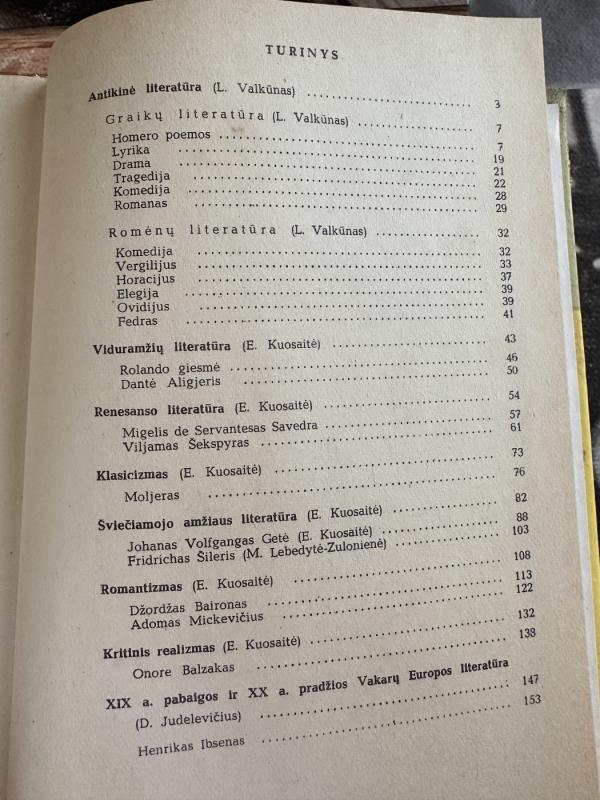 TURINYS
Antikinė literatūra (L. Valkūnas) 3
Graikų literatūra (L. Valkūnas) 7
Homero poemos 7
Lyrika 19
Drama 21
Tragedija 22
Komedija 28
Romanas 29
Romėnų literatūra (L. Valkūnas) 32
Komedija 32
Vergilijus 33
Horacijus 37
Elegija 39
Ovidijus 39
Fedras 41
Viduramžių literatūra (E. Kuosaitė) 43
Rolando giesmė 46
Dantė Aligjeris 50
Renesanso literatūra (E. Kuosaitė) 54
Migelis de Servantesas Savedra 57
Viljamas Šekspyras 61
Klasicizmas (E. Kuosaitė) 73
Moljeras 76
Šviečiamojo amžiaus literatūra (E. Kuosaitė) 82
Johanas Volfgangas Getė (E. Kuosaitė) 88
Fridrichas Šileris (M. Lebedytė-Zulonienė) 103
Romantizmas (E. Kuosaitė) 108
Džordžas Baironas 113
Adomas Mickevičius 122
Kritinis realizmas (E. Kuosaitė) 132
Onore Balzakas 138
XIX a. pabaigos ir XX a. pradžios Vakarų Europos literatūra
(D. Judelevičius) 147
Henrikas Ibsenas 153